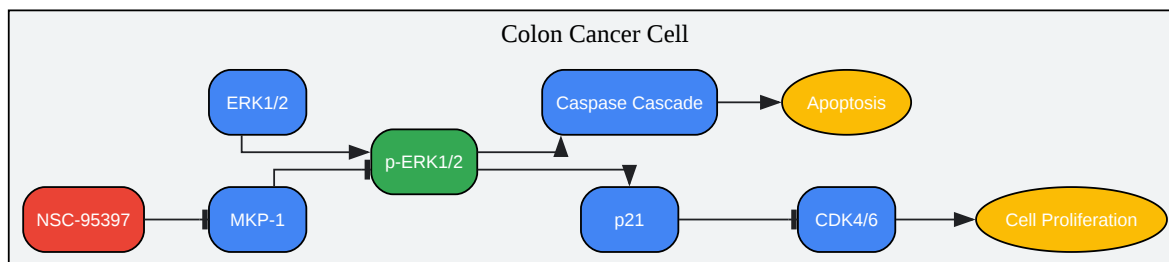 Colon Cancer Cell
ERK1/2
Caspase Cascade
Apoptosis
p-ERK1/2
NSC-95397
MKP-1
p21
CDK4/6
Cell Proliferation